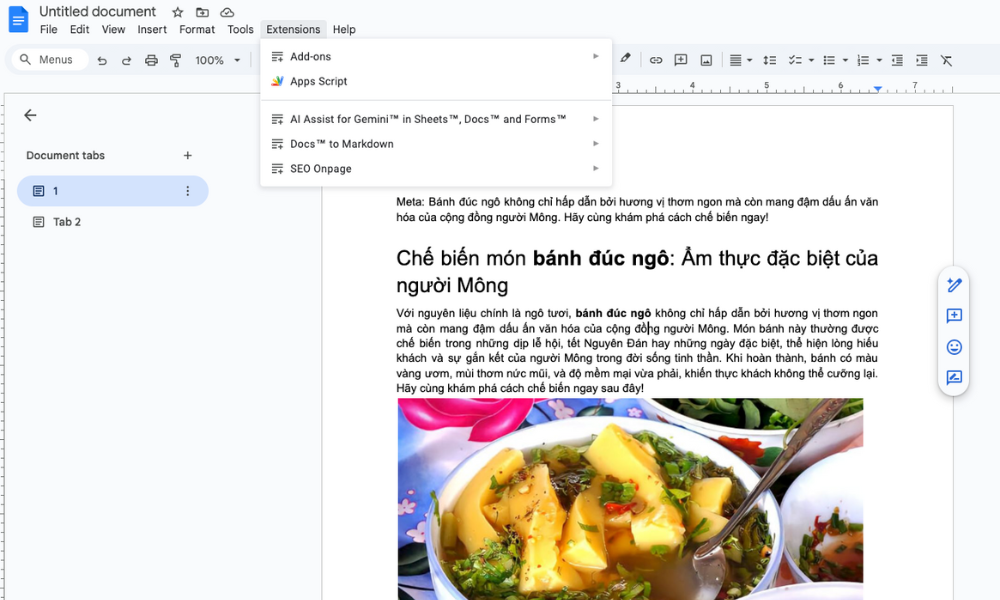 Untitled document
File Edit View Insert Format Tools Extensions Help
Menus 100%
Add-ons
Apps Script
AI Assist for Gemini™ in Sheets™, Docs™ and Forms™
Docs™ to Markdown
SEO Onpage
3 4 5 6 7
Document tabs
1
Tab 2
Meta: Bánh đúc ngô không chỉ hấp dẫn bởi hương vị thơm ngon mà còn mang đậm dấu ấn văn
hóa của cộng đồng người Mông. Hãy cùng khám phá cách chế biến ngay!
Chế biến món bánh đúc ngô: Ẩm thực đặc biệt của
người Mông
Với nguyên liệu chính là ngô tươi, bánh đúc ngô không chỉ hấp dẫn bởi hương vị thơm ngon
mà còn mang đậm dấu ấn văn hóa của cộng đồng người Mông. Món bánh này thường được
chế biến trong những dịp lễ hội, tết Nguyên Đán hay những ngày đặc biệt, thể hiện lòng hiếu
khách và sự gắn kết của người Mông trong đời sống tinh thần. Khi hoàn thành, bánh có màu
vàng ươm, mùi thơm nức mũi, và độ mềm mại vừa phải, khiến thực khách không thể cưỡng lại.
Hãy cùng khám phá cách chế biến ngay sau đây!